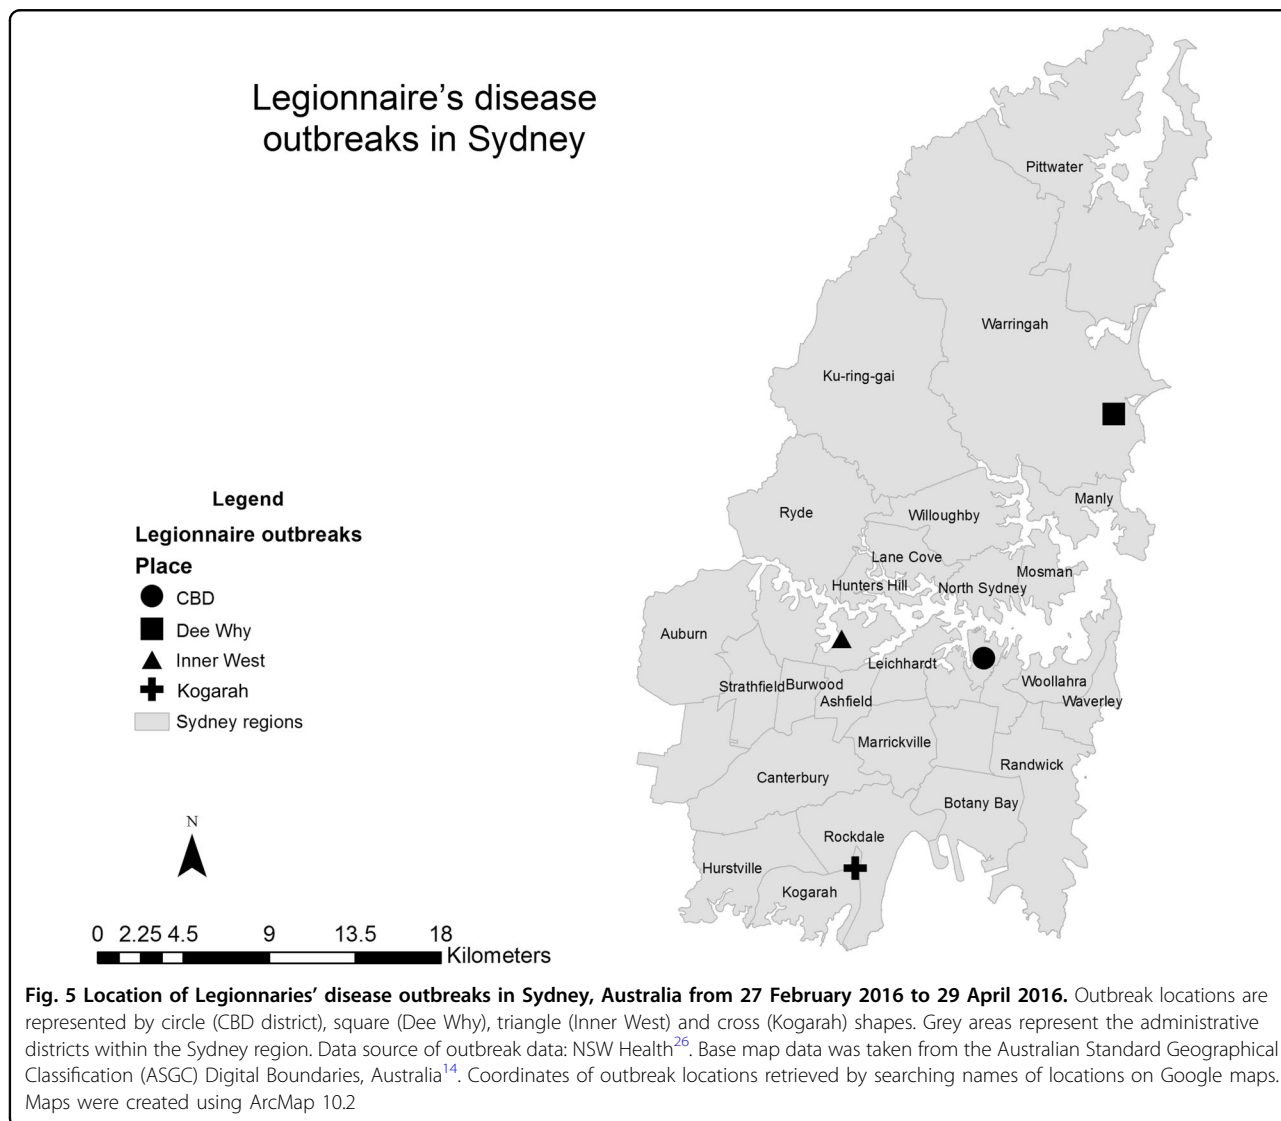 Legionnaire's disease
outbreaks in Sydney
Pittwater
Warringah
Ku-ring-gai
Manly
Ryde
Willoughby
Lane Cove
Mosman
Hunters Hill
North Sydney
Auburn
Leichhardt
Strathfield
Burwood
Woollahra
Ashfield
Waverley
Marrickville
Randwick
Canterbury
Botany Bay
Rockdale
Hurstville
Kogarah
Legend
Legionnaire outbreaks
Place
CBD
Dee Why
Inner West
Kogarah
Sydney regions
N
0 2.25 4.5 9 13.5 18
Kilometers
Fig. 5 Location of Legionnaries' disease outbreaks in Sydney, Australia from 27 February 2016 to 29 April 2016. Outbreak locations are
represented by circle (CBD district), square (Dee Why), triangle (Inner West) and cross (Kogarah) shapes. Grey areas represent the administrative
districts within the Sydney region. Data source of outbreak data: NSW Health26. Base map data was taken from the Australian Standard Geographical
Classification (ASGC) Digital Boundaries, Australia14. Coordinates of outbreak locations retrieved by searching names of locations on Google maps.
Maps were created using ArcMap 10.2